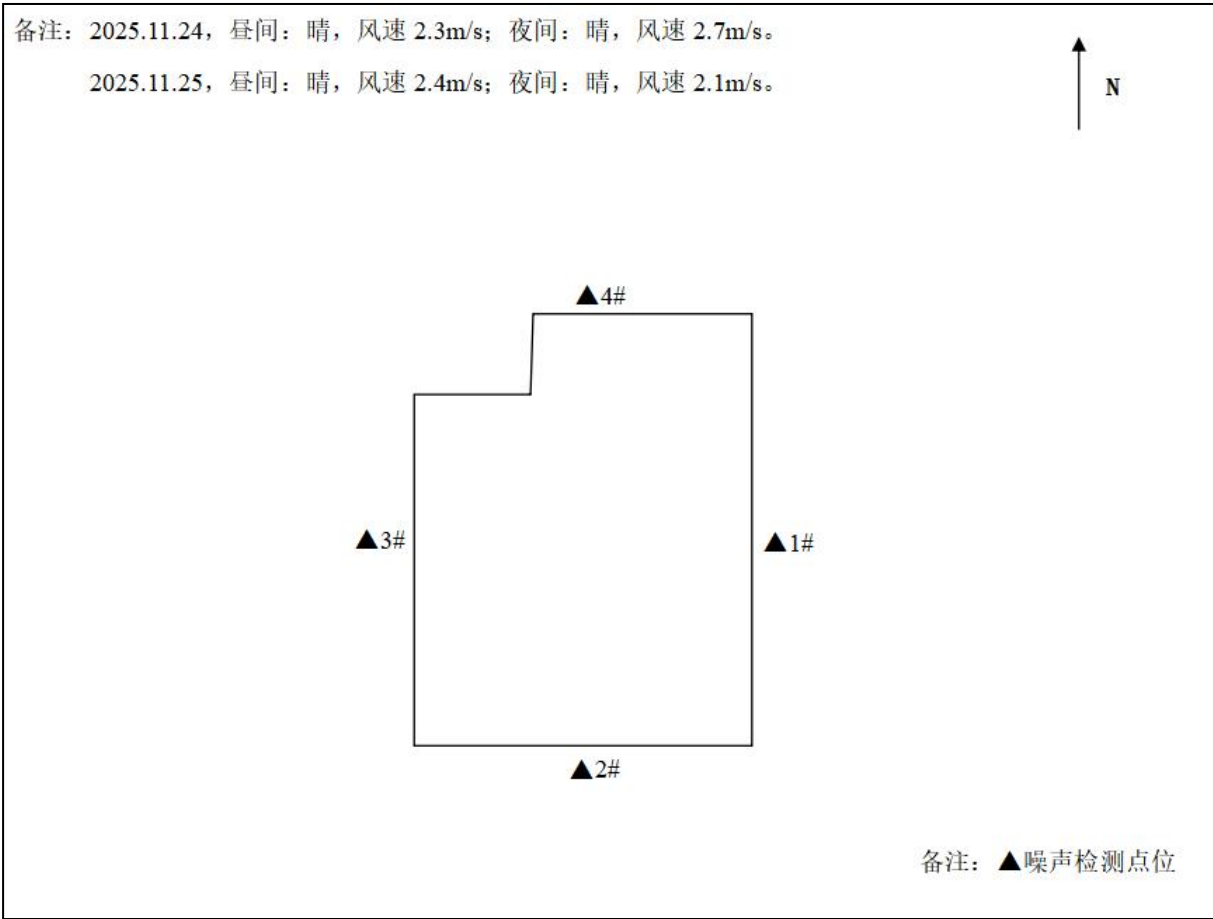 备注：2025.11.24，昼间：晴，风速 2.3m/s；夜间：晴，风速 2.7m/s。
2025.11.25，昼间：晴，风速 2.4m/s；夜间：晴，风速 2.1m/s。
N
▲4#
▲3#
▲1#
▲2#
备注：▲噪声检测点位